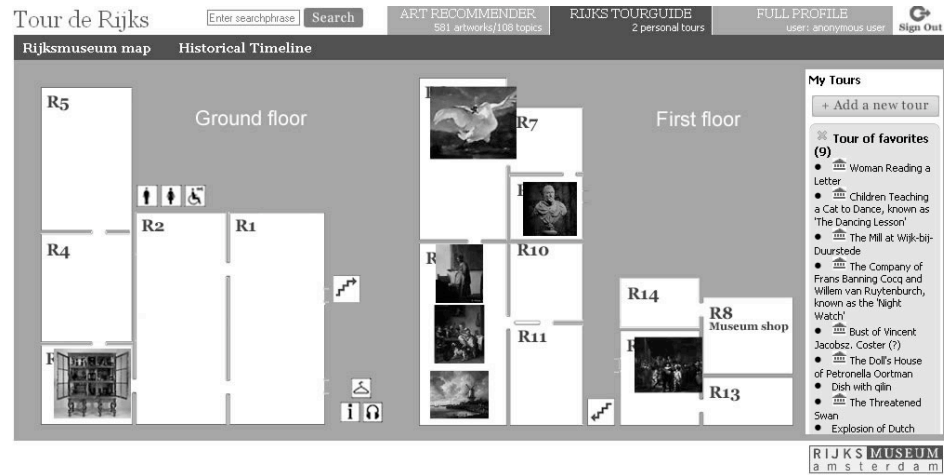 Tour de Rijks
Enter searchphrase
Search
ART RECOMMENDER
581 artworks/108 topics
RIJKS TOURGUIDE
2 personal tours
FULL PROFILE
user: anonymous user
Sign Out
Rijksmuseum map
Historical Timeline
R5
Ground floor
R4
R2
R1
i
First floor
R7
R10
R11
R14
R8
Museum shop
R13
My Tours
+ Add a new tour
Tour of favorites
(9)
Woman Reading a
Letter
Children Teaching
a Cat to Dance, known as
'The Dancing Lesson'
The Mill at Wijk-bij-
Duurstede
The Company of
Frans Banning Cocq and
Willem van Ruytenburch,
known as the 'Night
Watch'
Bust of Vincent
Jacobsz. Coster (?)
The Doll's House
of Petronella Oortman
Dish with qilin
The Threatened
Swan
Explosion of Dutch
RIJKS MUSEUM
amsterdam